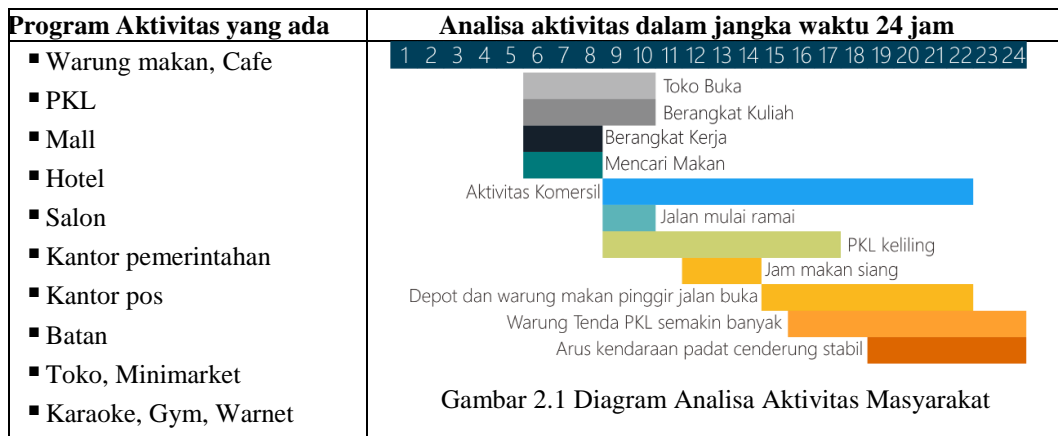 Program Aktivitas yang ada
▪ Warung makan, Cafe
▪ PKL
▪ Mall
▪ Hotel
▪ Salon
▪ Kantor pemerintahan
▪ Kantor pos
▪ Batan
▪ Toko, Minimarket
▪ Karaoke, Gym, Warnet
Analisa aktivitas dalam jangka waktu 24 jam
1 2 3 4 5 6 7 8 9 10 11 12 13 14 15 16 17 18 19 20 21 22 23 24
Toko Buka
Berangkat Kuliah
Berangkat Kerja
Mencari Makan
Aktivitas Komersil
Jalan mulai ramai
PKL keliling
Jam makan siang
Depot dan warung makan pinggir jalan buka
Warung Tenda PKL semakin banyak
Arus kendaraan padat cenderung stabil
Gambar 2.1 Diagram Analisa Aktivitas Masyarakat